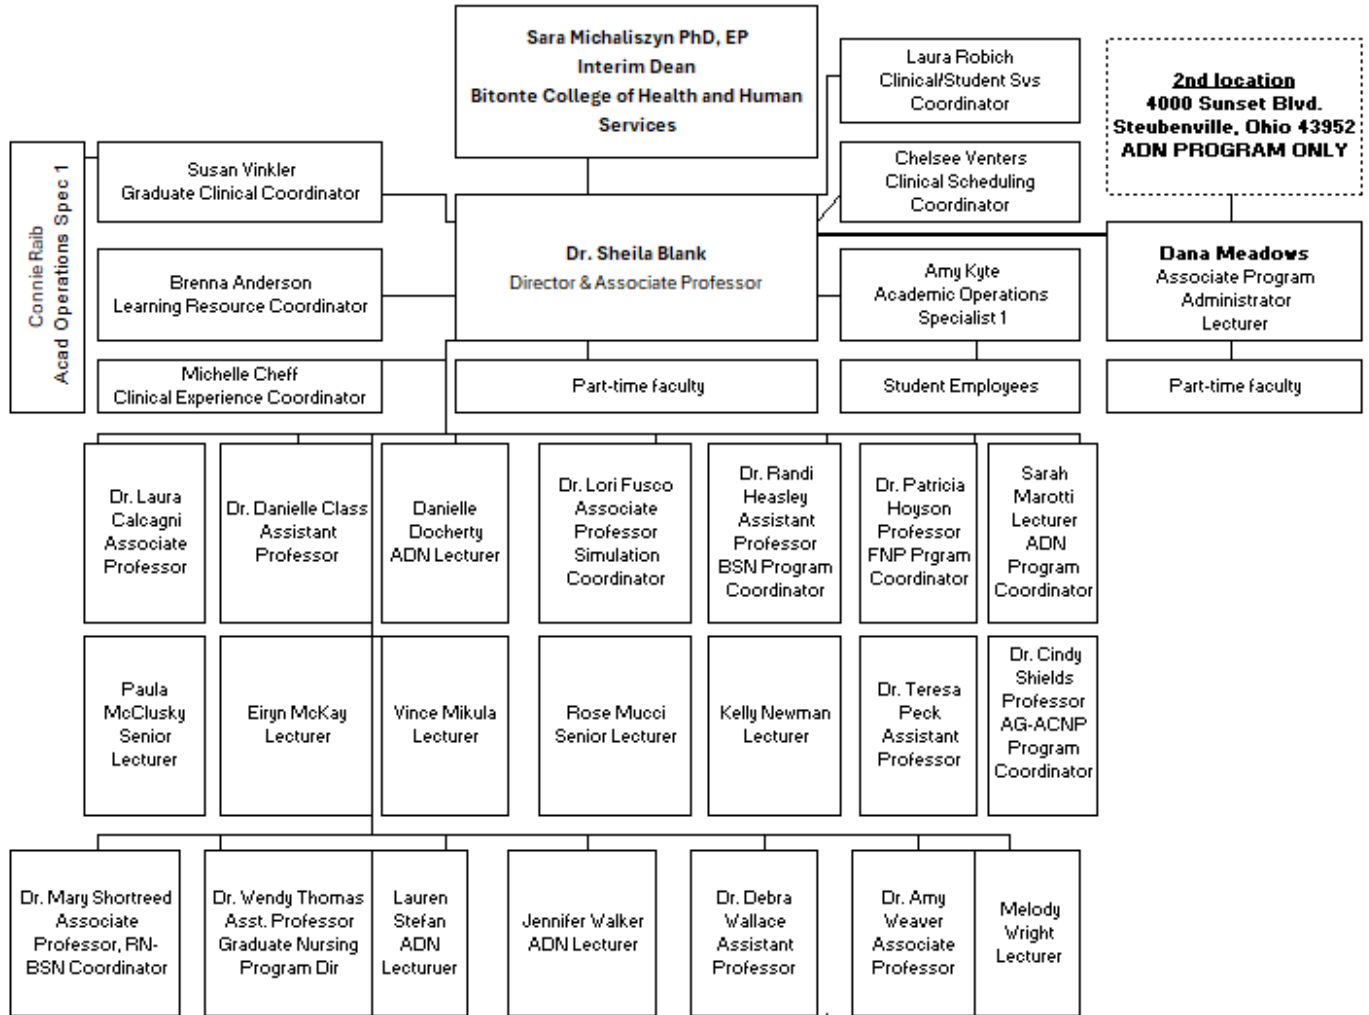 Sara Michaliszyn PhD, EP
Interim Dean
Bitonte College of Health and Human
Services
Laura Robich
Clinical/Student Svs
Coordinator
2nd location
4000 Sunset Blvd.
Steubenville, Ohio 43952
ADN PROGRAM ONLY
Connie Raib
Acad Operations Spec 1
Susan Vinkler
Graduate Clinical Coordinator
Chelsee Venters
Clinical Scheduling
Coordinator
Dr. Sheila Blank
Director & Associate Professor
Brenna Anderson
Learning Resource Coordinator
Amy Kyte
Academic Operations
Specialist 1
Dana Meadows
Associate Program
Administrator
Lecturer
Michelle Cheff
Clinical Experience Coordinator
Part-time faculty
Student Employees
Part-time faculty
Dr. Laura
Calcagni
Associate
Professor
Dr. Danielle Class
Assistant
Professor
Danielle
Docherty
ADN Lecturer
Dr. Lori Fusco
Associate
Professor
Simulation
Coordinator
Dr. Randi
Heasley
Assistant
Professor
BSN Program
Coordinator
Dr. Patricia
Hoyson
Professor
FNP Prgram
Coordinator
Sarah
Marotti
Lecturer
ADN
Program
Coordinator
Paula
McClusky
Senior
Lecturer
Eiryn McKay
Lecturer
Vince Mikula
Lecturer
Rose Mucci
Senior Lecturer
Kelly Newman
Lecturer
Dr. Teresa
Peck
Assistant
Professor
Dr. Cindy
Shields
Professor
AG-ACNP
Program
Coordinator
Dr. Mary Shortreed
Associate
Professor, RN-
BSN Coordinator
Dr. Wendy Thomas
Asst. Professor
Graduate Nursing
Program Dir
Lauren
Stefan
ADN
Lecturuer
Jennifer Walker
ADN Lecturer
Dr. Debra
Wallace
Assistant
Professor
Dr. Amy
Weaver
Associate
Professor
Melody
Wright
Lecturer